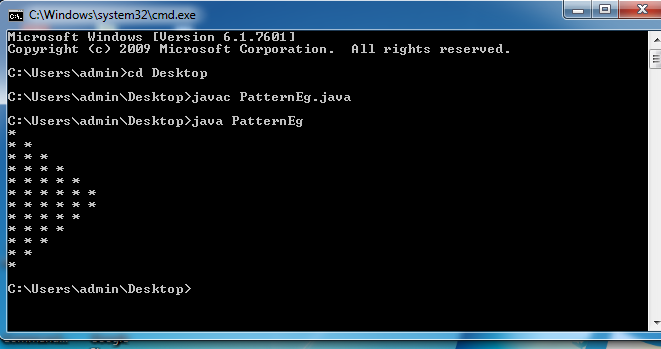 C:\Windows\system32\cmd.exe
Microsoft Windows [Version 6.1.7601]
Copyright (c) 2009 Microsoft Corporation.  All rights reserved.
C:\Users\admin>cd Desktop
C:\Users\admin\Desktop>javac PatternEg.java
C:\Users\admin\Desktop>java PatternEg
*
* *
* * *
* * * *
* * * * *
* * * * * *
* * * * * *
* * * * *
* * * *
* * *
* *
*
C:\Users\admin\Desktop>